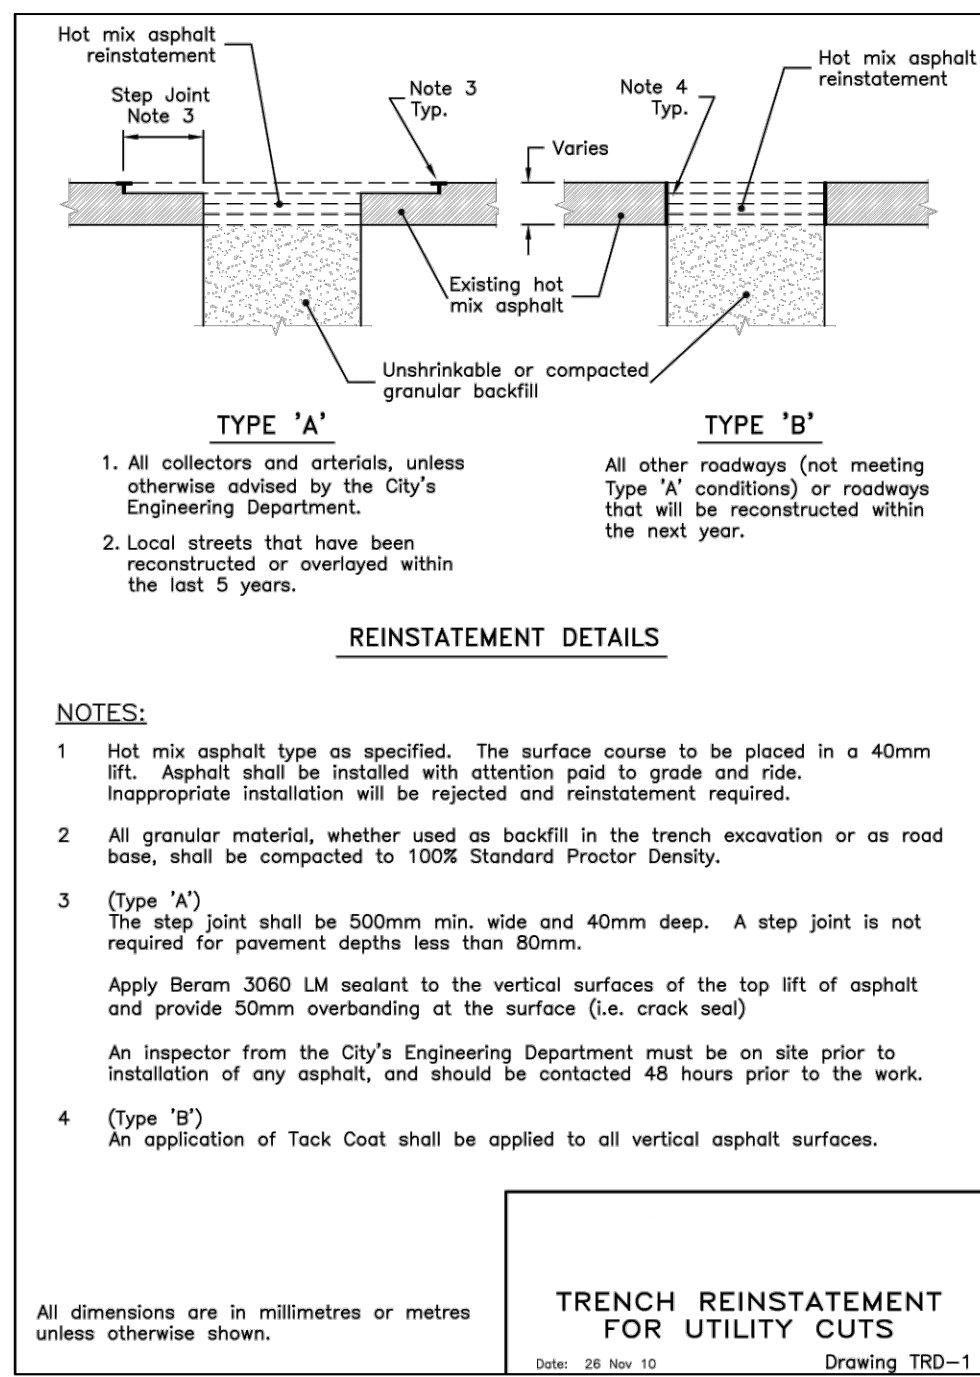 Hot mix asphalt
reinstatement
Step Joint
Note 3
Note 3
Typ.
Note 4
Typ.
Hot mix asphalt
reinstatement
Varies
Existing hot
mix asphalt
Unshrinkable or compacted
granular backfill
TYPE 'A'
1. All collectors and arterials, unless
otherwise advised by the City's
Engineering Department.
2. Local streets that have been
reconstructed or overlayed within
the last 5 years.
TYPE 'B'
All other roadways (not meeting
Type 'A' conditions) or roadways
that will be reconstructed within
the next year.
REINSTATEMENT DETAILS
NOTES:
1 Hot mix asphalt type as specified. The surface course to be placed in a 40mm
lift. Asphalt shall be installed with attention paid to grade and ride.
Inappropriate installation will be rejected and reinstatement required.
2 All granular material, whether used as backfill in the trench excavation or as road
base, shall be compacted to 100% Standard Proctor Density.
3 (Type 'A')
The step joint shall be 500mm min. wide and 40mm deep. A step joint is not
required for pavement depths less than 80mm.
Apply Beram 3060 LM sealant to the vertical surfaces of the top lift of asphalt
and provide 50mm overbanding at the surface (i.e. crack seal)
An inspector from the City's Engineering Department must be on site prior to
installation of any asphalt, and should be contacted 48 hours prior to the work.
4 (Type 'B')
An application of Tack Coat shall be applied to all vertical asphalt surfaces.
All dimensions are in millimetres or metres
unless otherwise shown.
TRENCH REINSTATEMENT
FOR UTILITY CUTS
Date: 26 Nov 10 Drawing TRD-1